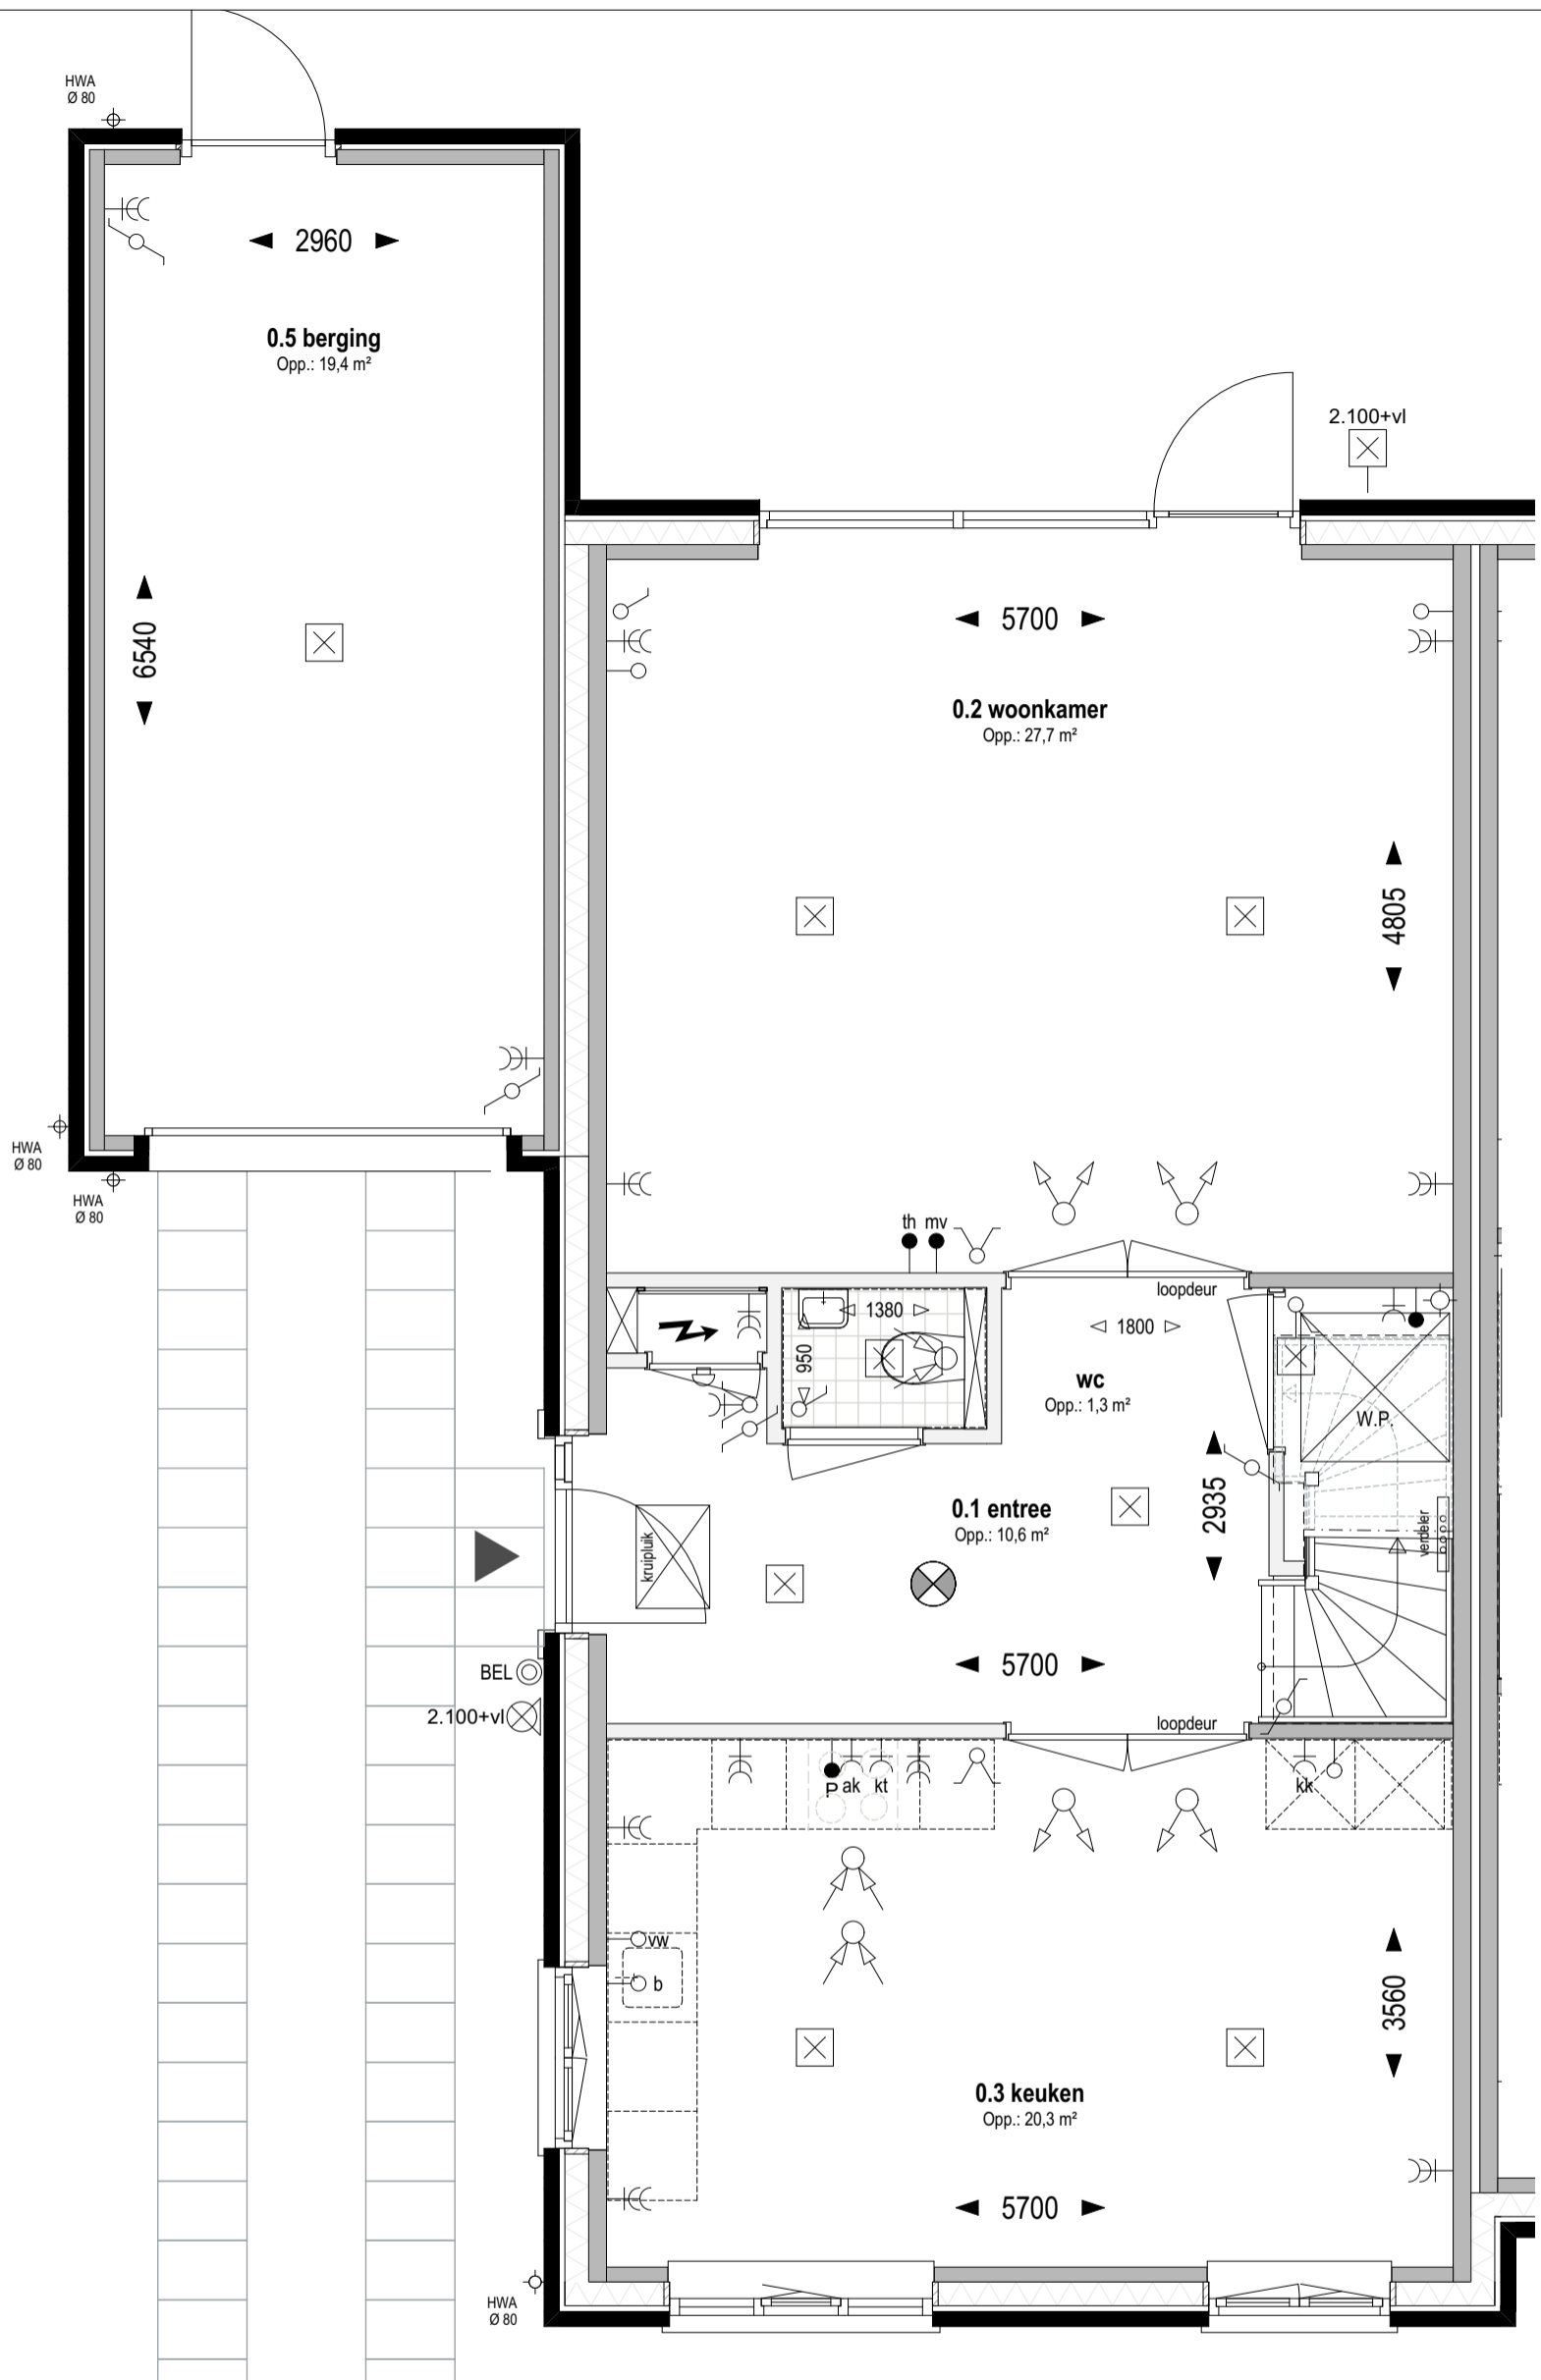 HWA
Ø 80
2960
0.5 berging
Opp.: 19,4 m²
6540
2.100+vl
5700
0.2 woonkamer
Opp.: 27,7 m²
4805
HWA
Ø 80
HWA
Ø 80
th mv
loopdeur
1380
950
1800
wc
Opp.: 1,3 m²
W.P.
2935
0.1 entree
Opp.: 10,6 m²
kruipluik
verdeler
5700
BEL
2.100+vl
loopdeur
P ak kt
kk
vw
b
3560
0.3 keuken
Opp.: 20,3 m²
5700
HWA
Ø 80